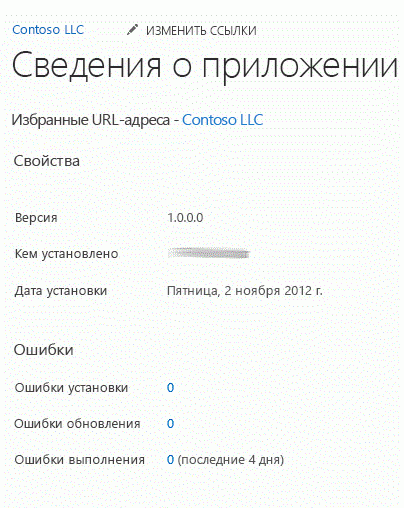 Contoso LLC ИЗМЕНИТЬ ССЫЛКИ
Сведения о приложении
Избранные URL-адреса - Contoso LLC
Свойства
Версия 1.0.0.0
Кем установлено
Дата установки Пятница, 2 ноября 2012 г.
Ошибки
Ошибки установки 0
Ошибки обновления 0
Ошибки выполнения 0 (последние 4 дня)